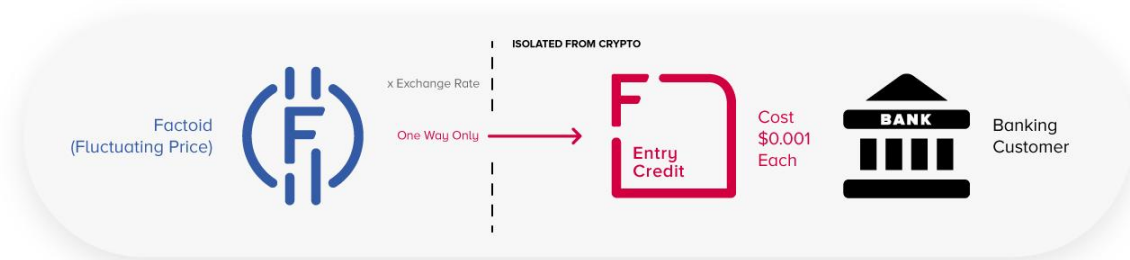 ISOLATED FROM CRYPTO
Factoid
(Fluctuating Price)
F
x Exchange Rate
One Way Only
F
Entry
Credit
Cost
$0.001
Each
BANK
Banking
Customer